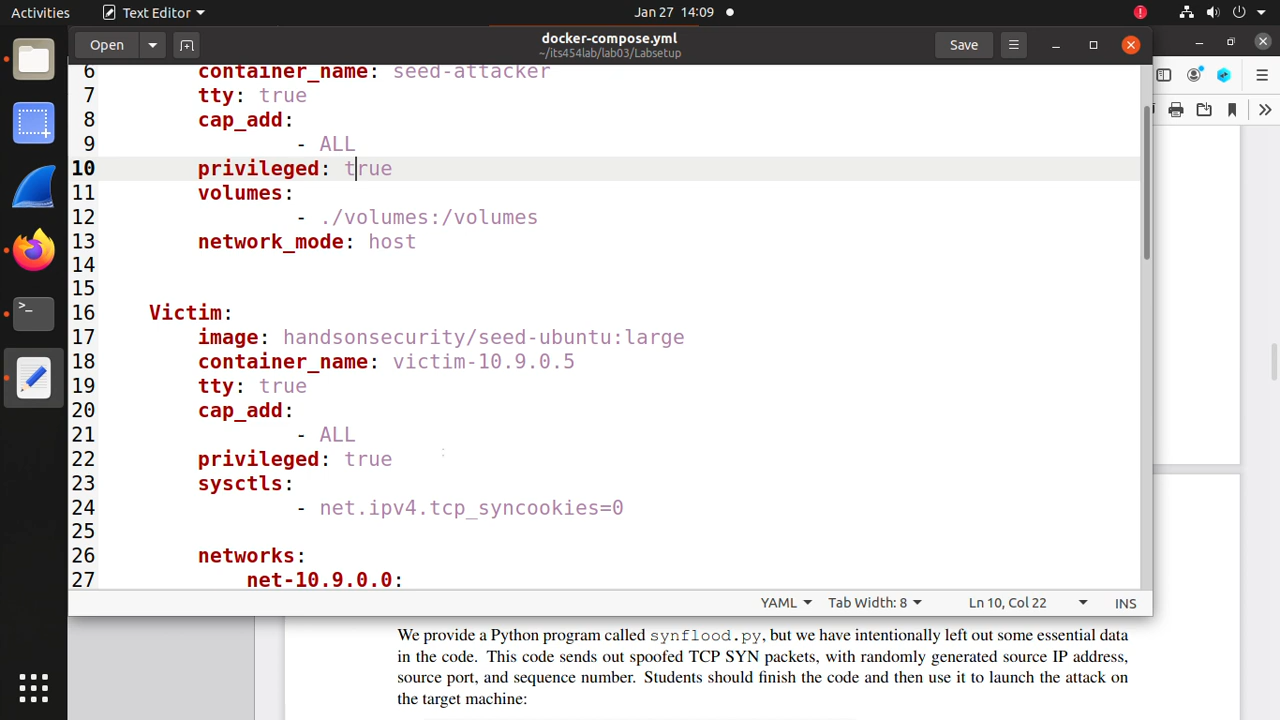 Activities
Text Editor
Jan 27 14:09
Open
docker-compose.yml
~/its454lab/lab03/Labsetup
Save
6 container_name: seed-attacker
7 tty: true
8 cap_add:
9 - ALL
10 privileged: true
11 volumes:
12 - ./volumes:/volumes
13 network_mode: host
14
15
16 Victim:
17 image: handsonsecurity/seed-ubuntu:large
18 container_name: victim-10.9.0.5
19 tty: true
20 cap_add:
21 - ALL
22 privileged: true
23 sysctls:
24 - net.ipv4.tcp_syncookies=0
25
26 networks:
27 net-10.9.0.0:
YAML
Tab Width: 8
Ln 10, Col 22
INS
We provide a Python program called synflood.py, but we have intentionally left out some essential data
in the code. This code sends out spoofed TCP SYN packets, with randomly generated source IP address,
source port, and sequence number. Students should finish the code and then use it to launch the attack on
the target machine: